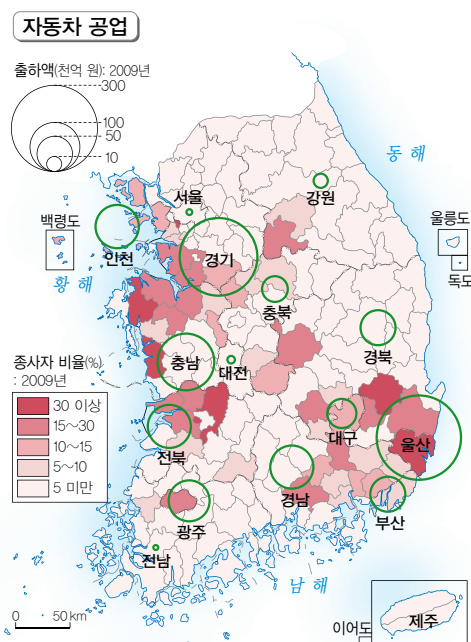 자동차 공업
출하액(천억 원): 2009년
300
100
50
10
동 해
서울
강원
백령도
울릉도
인천
경기
독도
황 해
충북
경북
종사자 비율(%)
: 2009년
충남
대전
30 이상
15~30
10~15
5~10
5 미만
대구
울산
전북
경남
부산
광주
전남
남 해
0 50 km
이어도
제주